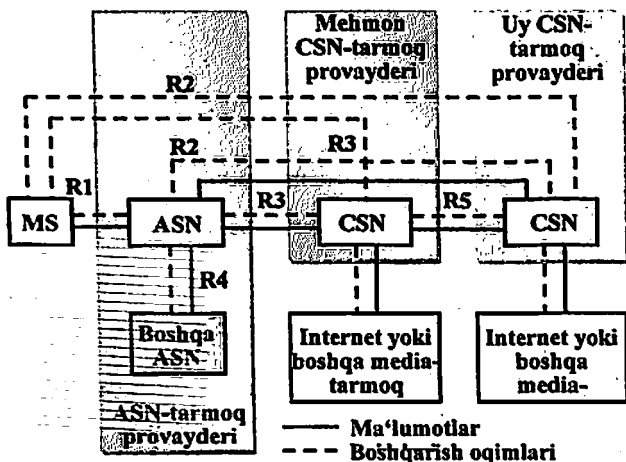 Mehmon
CSN-tarmoq
provayderi
Uy CSN-
tarmoq
provayderi
R2
R2
R3
R1
R3
R5
MS
ASN
CSN
CSN
R4
Boshqa
ASN
Internet yoki
boshqa media-
tarmoq
Internet yoki
boshqa
media-
ASN-tarmoq
provayderi
Ma'lumotlar
Boshqarish oqimlari